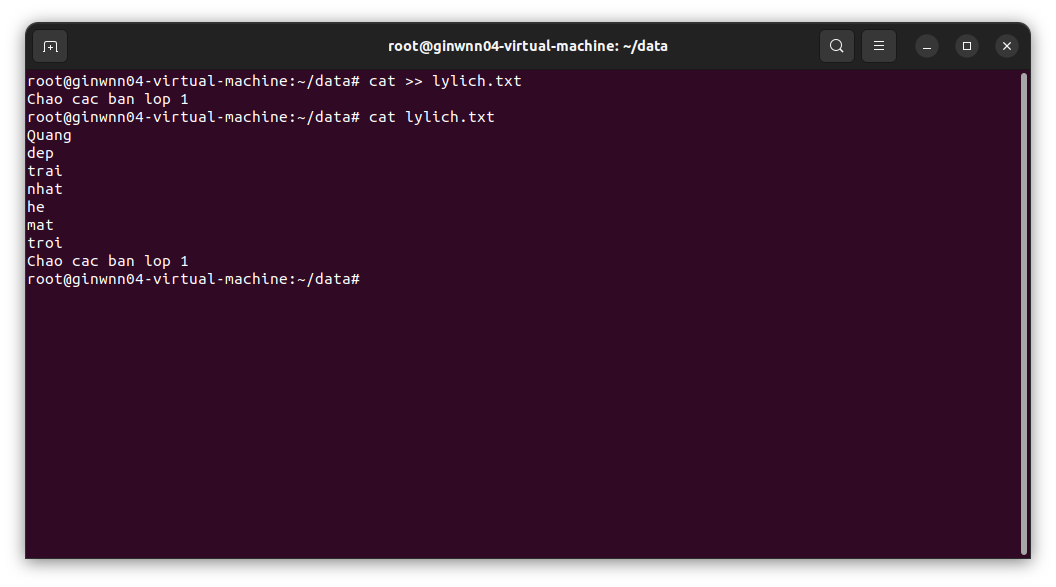 root@ginwnn04-virtual-machine: ~/data
root@ginwnn04-virtual-machine:~/data# cat >> lylich.txt
Chao cac ban lop 1
root@ginwnn04-virtual-machine:~/data# cat lylich.txt
Quang
dep
trai
nhat
he
mat
troi
Chao cac ban lop 1
root@ginwnn04-virtual-machine:~/data#